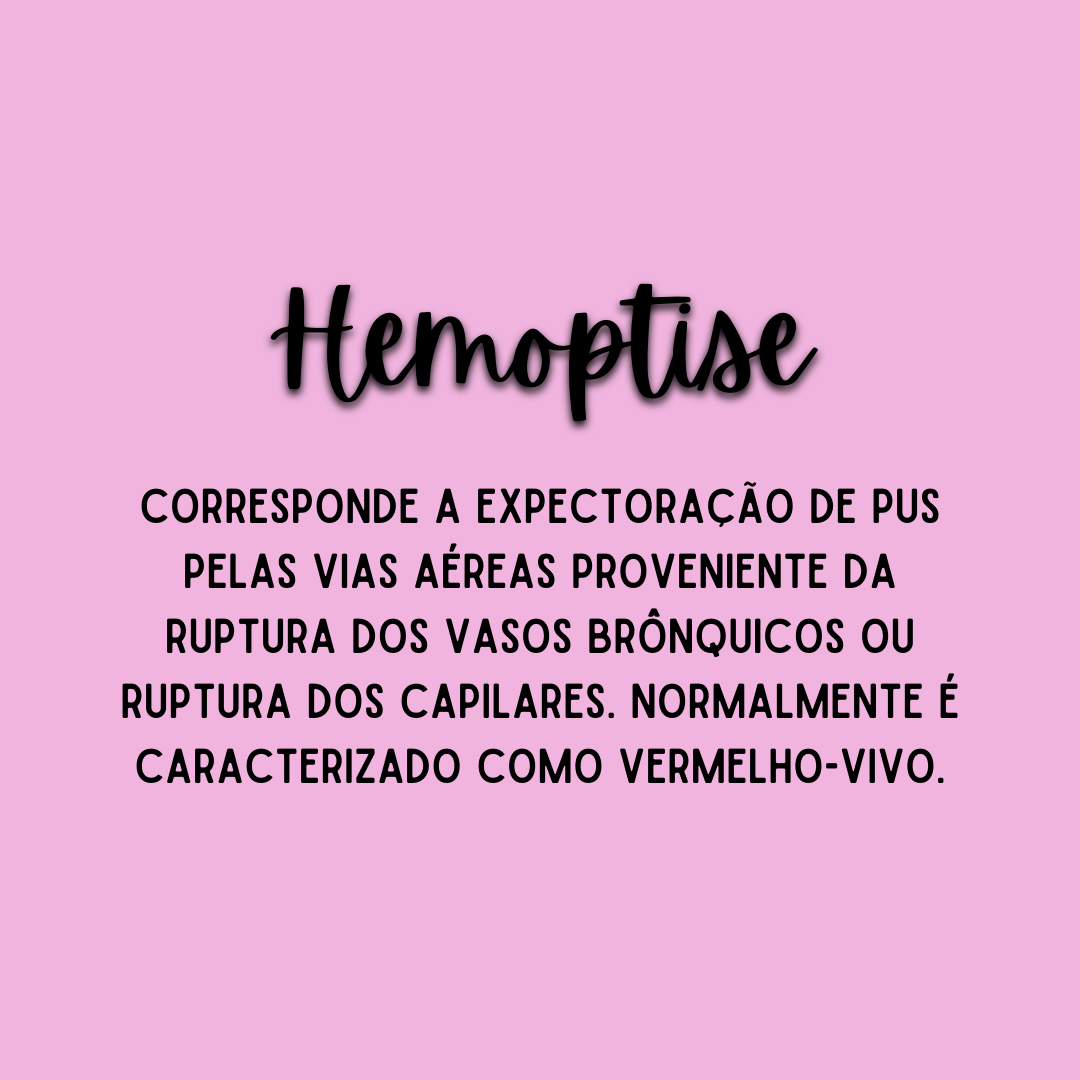 Hemoptise
CORRESPONDE A EXPECTORAÇÃO DE PUS
PELAS VIAS AÉREAS PROVENIENTE DA
RUPTURA DOS VASOS BRÔNQUICOS OU
RUPTURA DOS CAPILARES. NORMALMENTE É
CARACTERIZADO COMO VERMELHO-VIVO.